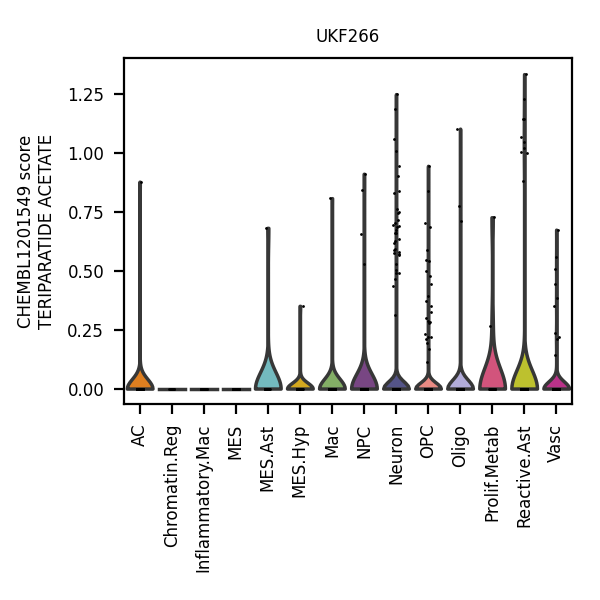 UKF266
CHEMBL1201549 score
TERIPARATIDE ACETATE
1.25
1.00
0.75
0.50
0.25
0.00
AC
Chromatin.Reg
Inflammatory.Mac
MES
MES.Ast
MES.Hyp
Mac
NPC
Neuron
OPC
Oligo
Prolif.Metab
Reactive.Ast
Vasc